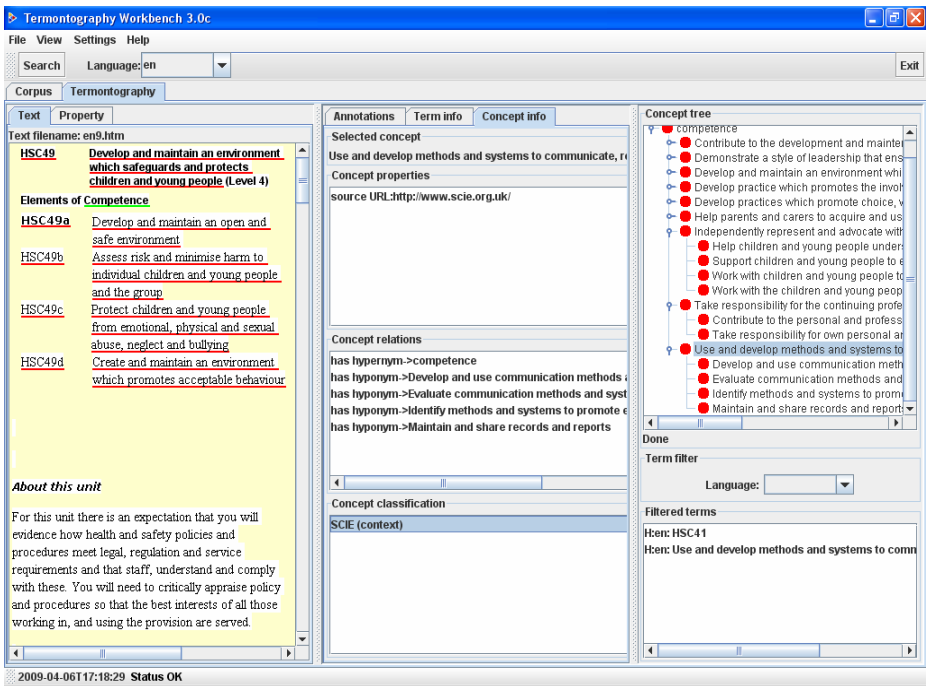 Termontography Workbench 3.0c
File View Settings Help
Search Language: en Exit
Corpus Termontography
Text Property
Text filename: en9.htm
HSC49 Develop and maintain an environment
which safeguards and protects
children and young people (Level 4)
Elements of Competence
HSC49a Develop and maintain an open and
safe environment
HSC49b Assess risk and minimise harm to
individual children and young people
and the group
HSC49c Protect children and young people
from emotional, physical and sexual
abuse, neglect and bullying
HSC49d Create and maintain an environment
which promotes acceptable behaviour
About this unit
For this unit there is an expectation that you will
evidence how health and safety policies and
procedures meet legal, regulation and service
requirements and that staff, understand and comply
with these. You will need to critically appraise policy
and procedures so that the best interests of all those
working in, and using the provision are served.
Annotations Term info Concept info
Selected concept
Use and develop methods and systems to communicate, re
Concept properties
source URL:http://www.scie.org.uk/
Concept relations
has hypernym->competence
has hyponym->Develop and use communication methods a
has hyponym->Evaluate communication methods and syst
has hyponym->Identify methods and systems to promote e
has hyponym->Maintain and share records and reports
Concept classification
SCIE (context)
Concept tree
competence
Contribute to the development and mainter
Demonstrate a style of leadership that ens
Develop and maintain an environment whi
Develop practice which promotes the invol
Develop practices which promote choice, v
Help parents and carers to acquire and us
Independently represent and advocate with
Help children and young people unders
Support children and young people to e
Work with children and young people to
Work with the children and young peop
Take responsibility for the continuing profe
Contribute to the personal and profess
Take responsibility for own personal ar
Use and develop methods and systems to
Develop and use communication meth
Evaluate communication methods and
Identify methods and systems to prom
Maintain and share records and report
Done
Term filter
Language:
Filtered terms
H:en: HSC41
H:en: Use and develop methods and systems to comm
2009-04-06T17:18:29 Status OK